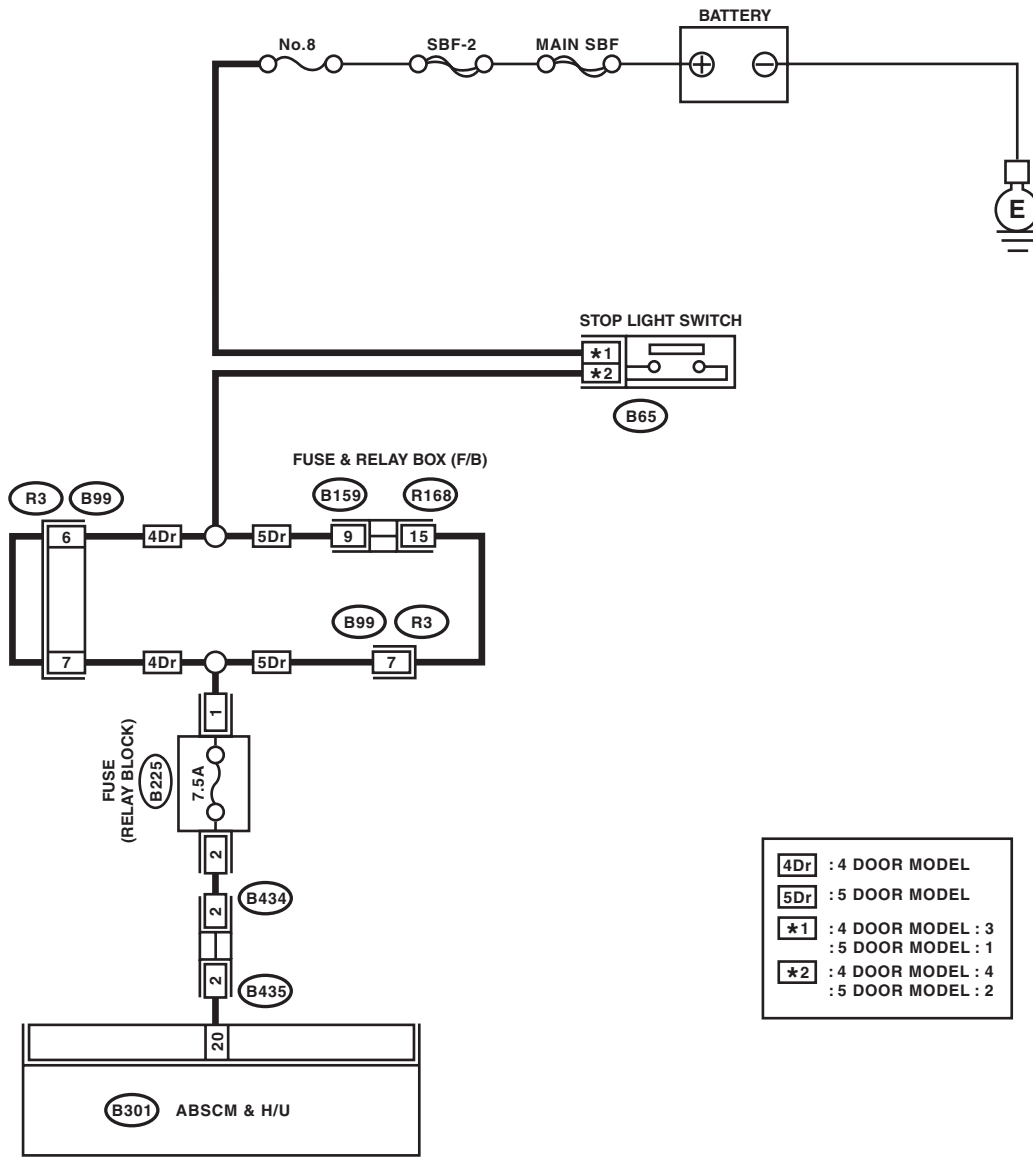 BATTERY
No.8
SBF-2
MAIN SBF
E
STOP LIGHT SWITCH
*1
*2
B65
FUSE & RELAY BOX (F/B)
R3
B99
B159
R168
6
4Dr
5Dr
9
15
B99
R3
7
4Dr
5Dr
7
1
FUSE
(RELAY BLOCK)
B225
7.5A
2
2
B434
2
B435
20
B301
ABSCM & H/U
4Dr : 4 DOOR MODEL
5Dr : 5 DOOR MODEL
*1 : 4 DOOR MODEL : 3
: 5 DOOR MODEL : 1
*2 : 4 DOOR MODEL : 4
: 5 DOOR MODEL : 2